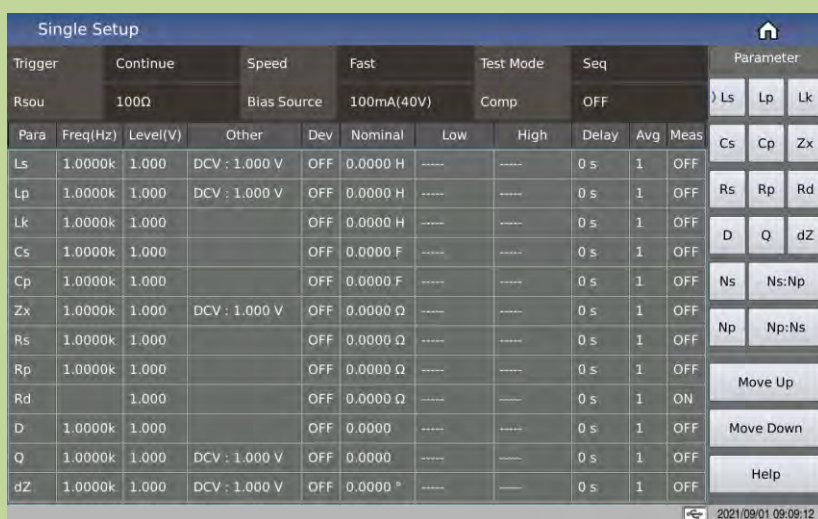 Single Setup
Trigger Continue Speed Fast Test Mode Seq
Rsou 100Ω Bias Source 100mA(40V) Comp OFF
Para Freq(Hz) Level(V) Other Dev Nominal Low High Delay Avg Meas
Ls 1.0000k 1.000 DCV : 1.000 V OFF 0.0000 H ----- ----- 0 s 1 OFF
Lp 1.0000k 1.000 DCV : 1.000 V OFF 0.0000 H ----- ----- 0 s 1 OFF
Lk 1.0000k 1.000 OFF 0.0000 H ----- ----- 0 s 1 OFF
Cs 1.0000k 1.000 OFF 0.0000 F ----- ----- 0 s 1 OFF
Cp 1.0000k 1.000 OFF 0.0000 F ----- ----- 0 s 1 OFF
Zx 1.0000k 1.000 DCV : 1.000 V OFF 0.0000 Ω ----- ----- 0 s 1 OFF
Rs 1.0000k 1.000 OFF 0.0000 Ω ----- ----- 0 s 1 OFF
Rp 1.0000k 1.000 OFF 0.0000 Ω ----- ----- 0 s 1 OFF
Rd 1.000 OFF 0.0000 Ω ----- ----- 0 s 1 ON
D 1.0000k 1.000 OFF 0.0000 ----- ----- 0 s 1 OFF
Q 1.0000k 1.000 DCV : 1.000 V OFF 0.0000 ----- ----- 0 s 1 OFF
dZ 1.0000k 1.000 DCV : 1.000 V OFF 0.0000 ° ----- ----- 0 s 1 OFF
Parameter
⟩ Ls Lp Lk
Cs Cp Zx
Rs Rp Rd
D Q dZ
Ns Ns:Np
Np Np:Ns
Move Up
Move Down
Help
2021/09/01 09:09:12